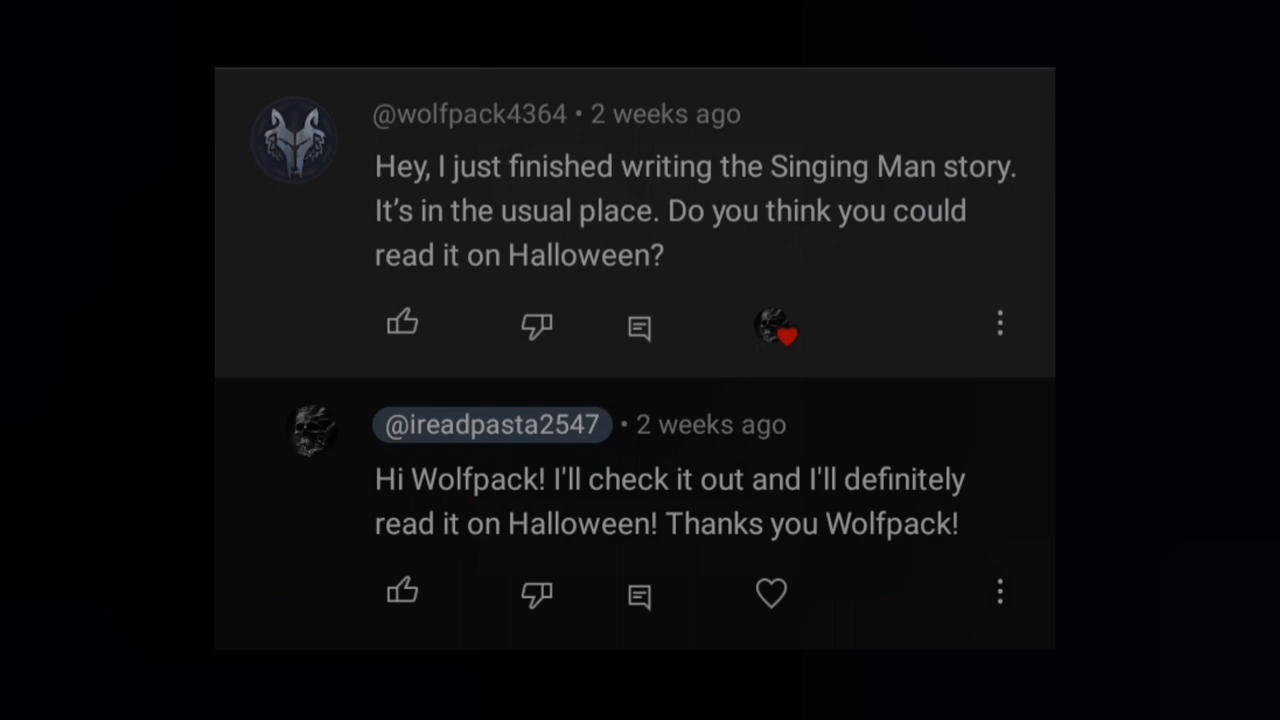 @wolfpack4364 • 2 weeks ago
Hey, I just finished writing the Singing Man story.
It’s in the usual place. Do you think you could
read it on Halloween?
@ireadpasta2547 • 2 weeks ago
Hi Wolfpack! I'll check it out and I'll definitely
read it on Halloween! Thanks you Wolfpack!